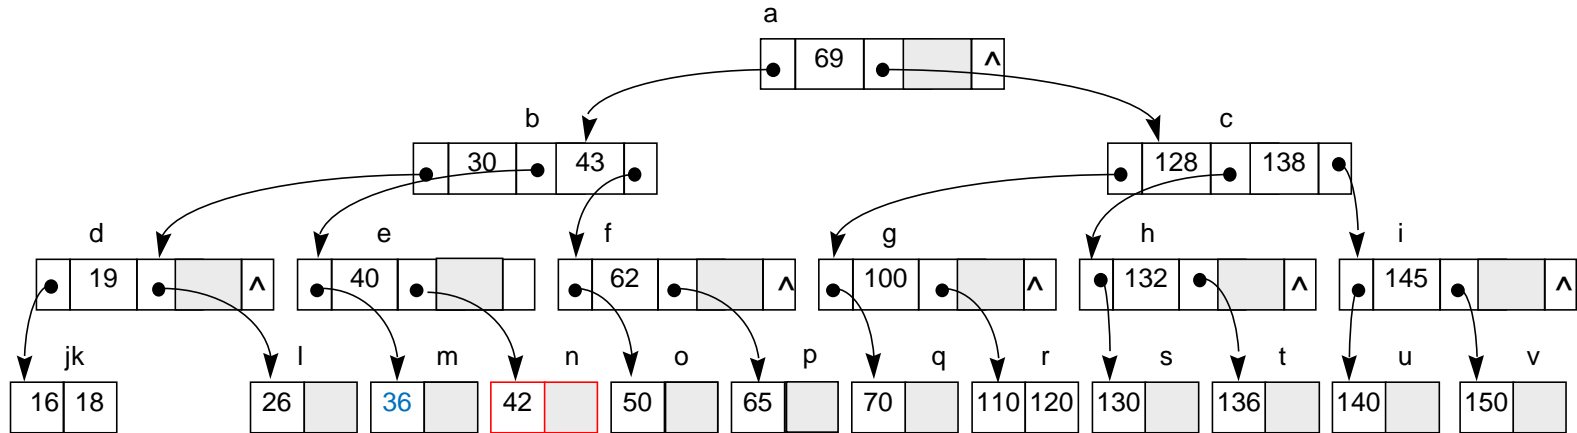 a
69 ^
b c
30 43 128 138
d e f g h i
19 ^ 40 62 ^ 100 ^ 132 ^ 145 ^
jk l m n o p q r s t u v
16 18 26 36 42 50 65 70 110 120 130 136 140 150